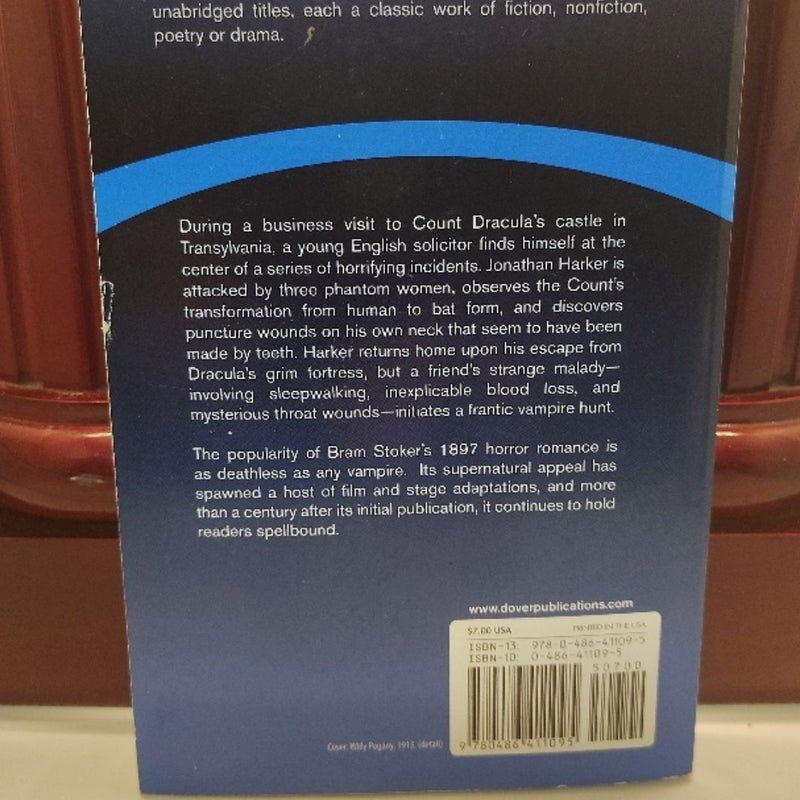 unabridged titles, each a classic work of fiction, nonfiction,
poetry or drama.
During a business visit to Count Dracula's castle in
Transylvania, a young English solicitor finds himself at the
center of a series of horrifying incidents. Jonathan Harker is
attacked by three phantom women, observes the Count's
transformation from human to bat form, and discovers
puncture wounds on his own neck that seem to have been
made by teeth. Harker returns home upon his escape from
Dracula's grim fortress, but a friend's strange malady—
involving sleepwalking, inexplicable blood loss, and
mysterious throat wounds—initiates a frantic vampire hunt.
The popularity of Bram Stoker's 1897 horror romance is
as deathless as any vampire. Its supernatural appeal has
spawned a host of film and stage adaptations, and more
than a century after its initial publication, it continues to hold
readers spellbound.
www.doverpublications.com
$7.00 USA PRINTED IN THE USA
ISBN-13: 978-0-486-41109-5
ISBN-10: 0-486-41109-5
50700
9 780486 411095
Cover: Willy Pogány, 1913, (detail)